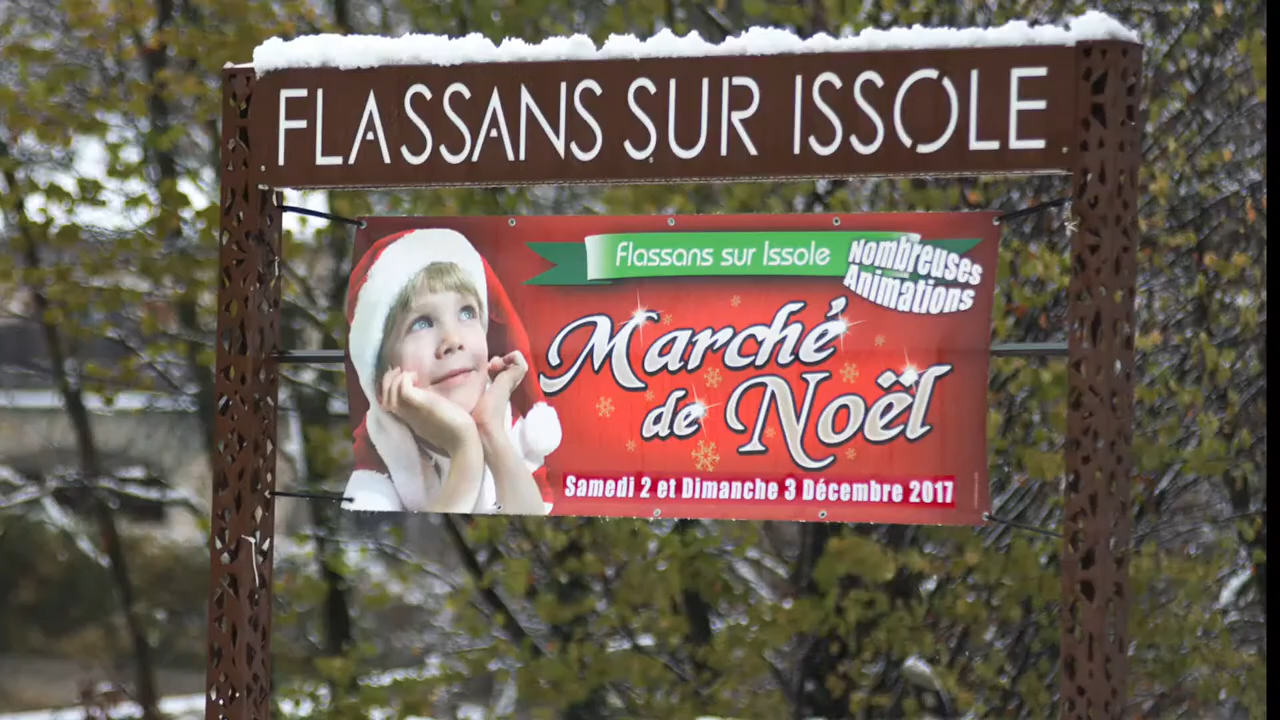 FLASSANS SUR ISSOLE
Flassans sur Issole
Nombreuses
Animations
Marché
de Noël
Samedi 2 et Dimanche 3 Décembre 2017